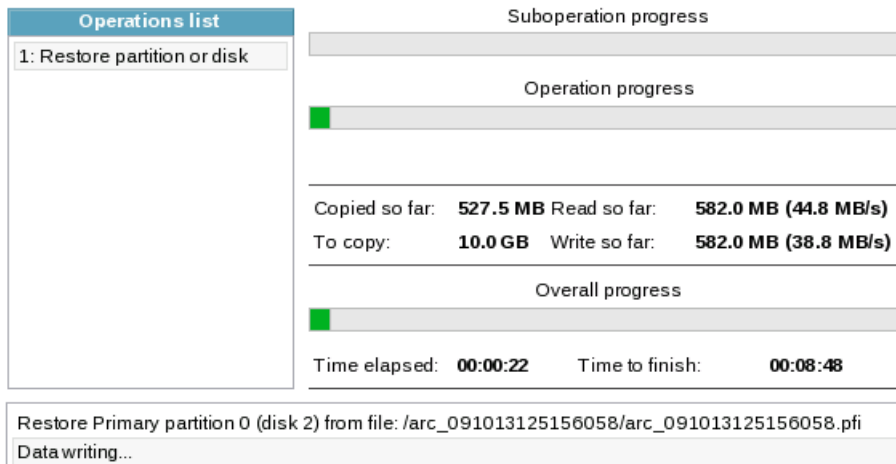 Operations list
1: Restore partition or disk
Suboperation progress
Operation progress
Copied so far: 527.5 MB Read so far: 582.0 MB (44.8 MB/s)
To copy: 10.0 GB Write so far: 582.0 MB (38.8 MB/s)
Overall progress
Time elapsed: 00:00:22 Time to finish: 00:08:48
Restore Primary partition 0 (disk 2) from file: /arc_091013125156058/arc_091013125156058.pfi
Data writing...